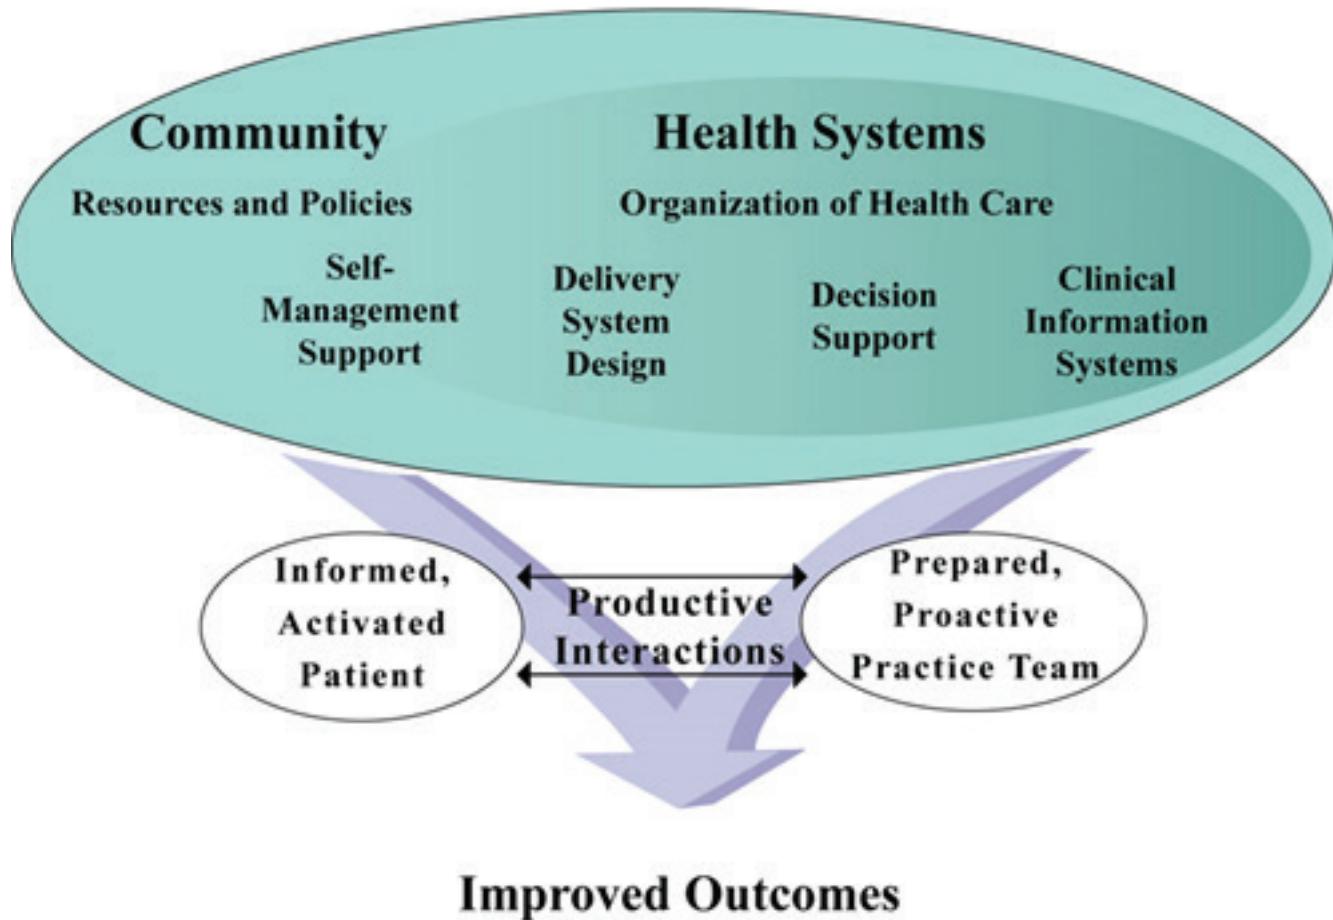 Community
Health Systems
Resources and Policies
Organization of Health Care
Self-
Management
Support
Delivery
System
Design
Decision
Support
Clinical
Information
Systems
Informed,
Activated
Patient
Productive
Interactions
Prepared,
Proactive
Practice Team
Improved Outcomes